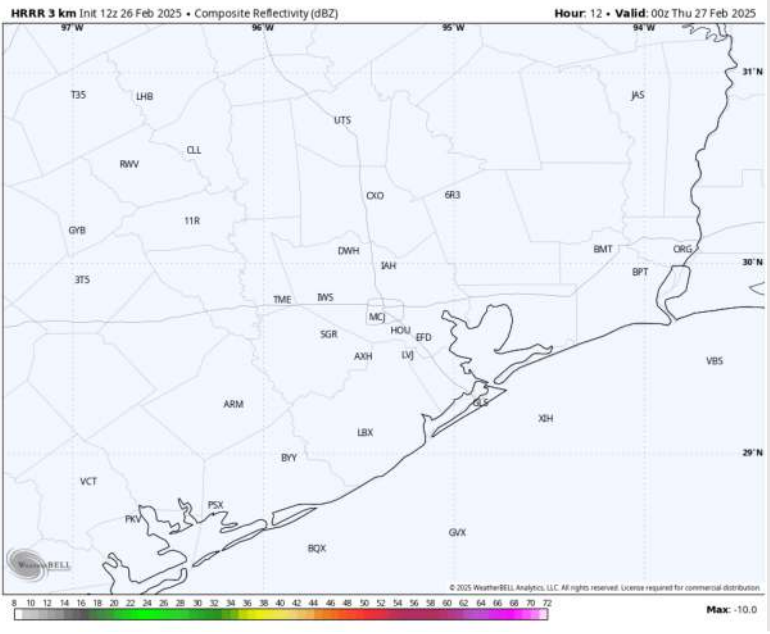 HRRR 3 km Init 12z 26 Feb 2025 • Composite Reflectivity (dBZ) Hour: 12 • Valid: 00z Thu 27 Feb 2025
97°W 96°W 95°W 94°W
31°N
T35 LHB JAS
UTS
CLL
RWV
CXO 6R3
11R
GYB
DWH BMT ORG
IAH
30°N
BPT
3T5
TME IWS
MCJ
SGR HOU
EFD
AXH LVJ
VBS
ARM GLS
XIH
LBX
29°N
BYY
VCT
PSX
PKV
GVX
BQX
WEATHERBELL
© 2025 WeatherBELL Analytics, LLC. All rights reserved. License required for commercial distribution.
8 10 12 14 16 18 20 22 24 26 28 30 32 34 36 38 40 42 44 46 48 50 52 54 56 58 60 62 64 66 68 70 72
Max: -10.0